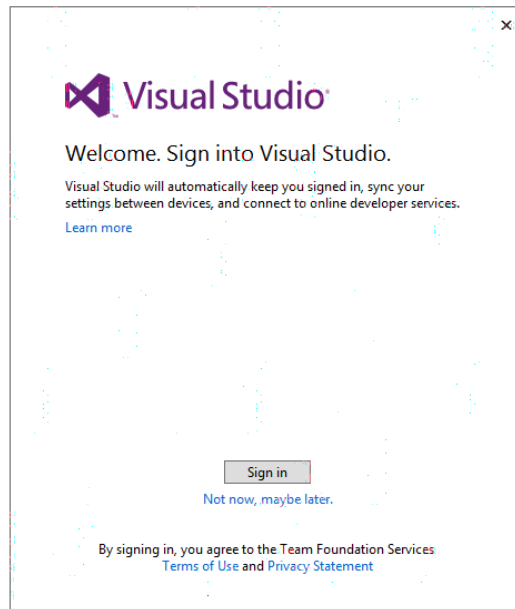 Visual Studio
Welcome. Sign into Visual Studio.
Visual Studio will automatically keep you signed in, sync your
settings between devices, and connect to online developer services.
Learn more
Sign in
Not now, maybe later.
By signing in, you agree to the Team Foundation Services
Terms of Use and Privacy Statement